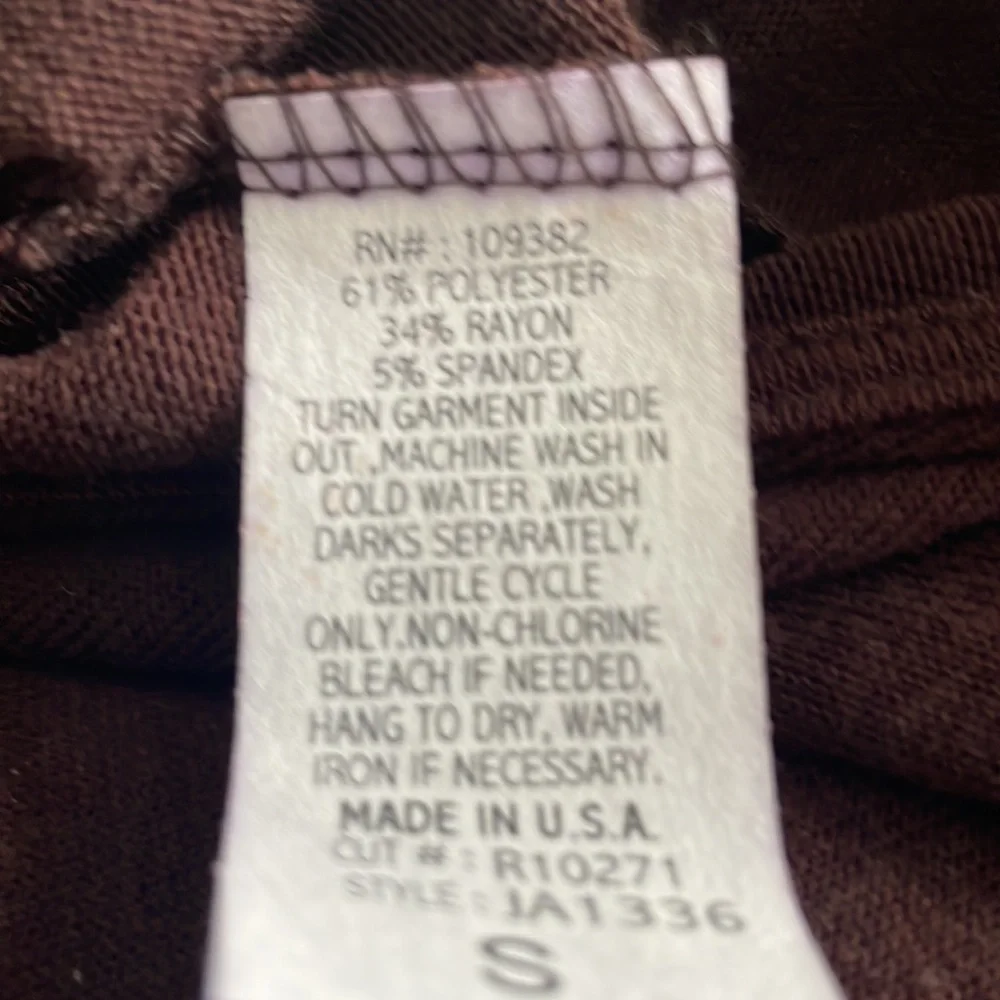 RN# : 109382
61% POLYESTER
34% RAYON
5% SPANDEX
TURN GARMENT INSIDE
OUT ,MACHINE WASH IN
COLD WATER ,WASH
DARKS SEPARATELY,
GENTLE CYCLE
ONLY.NON-CHLORINE
BLEACH IF NEEDED,
HANG TO DRY, WARM
IRON IF NECESSARY.
MADE IN U.S.A.
CUT # : R10271
STYLE : JA1336
S